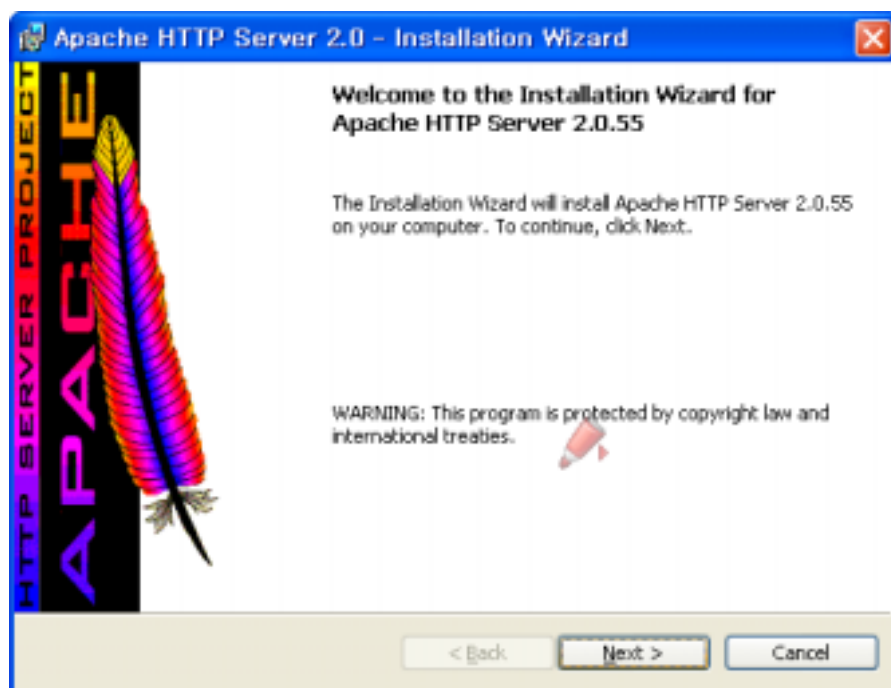 Apache HTTP Server 2.0 - Installation Wizard
HTTP SERVER PROJECT
APACHE
Welcome to the Installation Wizard for
Apache HTTP Server 2.0.55
The Installation Wizard will install Apache HTTP Server 2.0.55
on your computer. To continue, click Next.
WARNING: This program is protected by copyright law and
international treaties.
< Back
Next >
Cancel